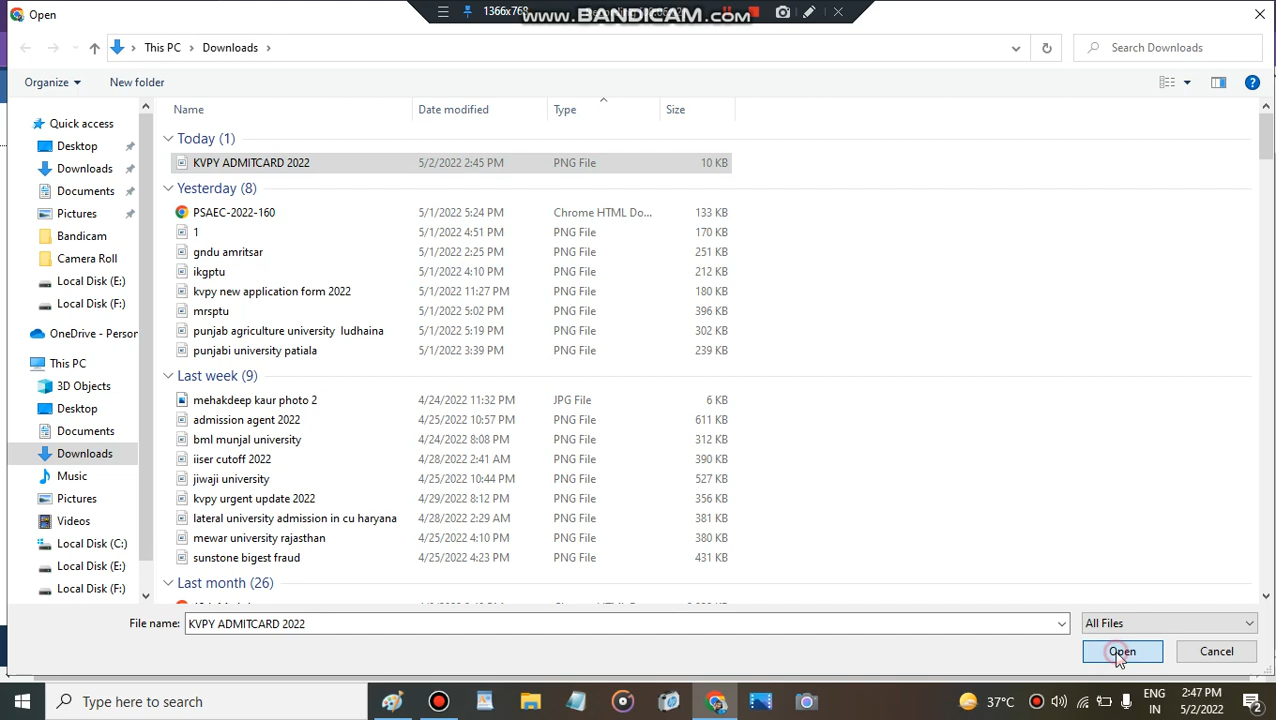 Open
1366x768
www.BANDICAM.com
This PC
Downloads
Search Downloads
Organize
New folder
Name
Date modified
Type
Size
Quick access
Desktop
Downloads
Documents
Pictures
Bandicam
Camera Roll
Local Disk (E:)
Local Disk (F:)
OneDrive - Person
This PC
3D Objects
Desktop
Documents
Downloads
Music
Pictures
Videos
Local Disk (C:)
Local Disk (E:)
Local Disk (F:)
Today (1)
KVPY ADMITCARD 2022 5/2/2022 2:45 PM PNG File 10 KB
Yesterday (8)
PSAEC-2022-160 5/1/2022 5:24 PM Chrome HTML Do... 133 KB
1 5/1/2022 4:51 PM PNG File 170 KB
gndu amritsar 5/1/2022 2:25 PM PNG File 251 KB
ikgptu 5/1/2022 4:10 PM PNG File 212 KB
kvpy new application form 2022 5/1/2022 11:27 PM PNG File 180 KB
mrsptu 5/1/2022 5:02 PM PNG File 396 KB
punjab agriculture university ludhaina 5/1/2022 5:19 PM PNG File 302 KB
punjabi university patiala 5/1/2022 3:39 PM PNG File 239 KB
Last week (9)
mehakdeep kaur photo 2 4/24/2022 11:32 PM JPG File 6 KB
admission agent 2022 4/25/2022 10:57 PM PNG File 611 KB
bml munjal university 4/24/2022 8:08 PM PNG File 312 KB
iiser cutoff 2022 4/28/2022 2:41 AM PNG File 390 KB
jiwaji university 4/25/2022 10:44 PM PNG File 527 KB
kvpy urgent update 2022 4/29/2022 8:12 PM PNG File 356 KB
lateral university admission in cu haryana 4/28/2022 2:29 AM PNG File 381 KB
mewar university rajasthan 4/25/2022 4:10 PM PNG File 380 KB
sunstone bigest fraud 4/25/2022 4:23 PM PNG File 431 KB
Last month (26)
File name: KVPY ADMITCARD 2022
All Files
Open
Cancel
Type here to search
37°C
ENG
IN
2:47 PM
5/2/2022
2